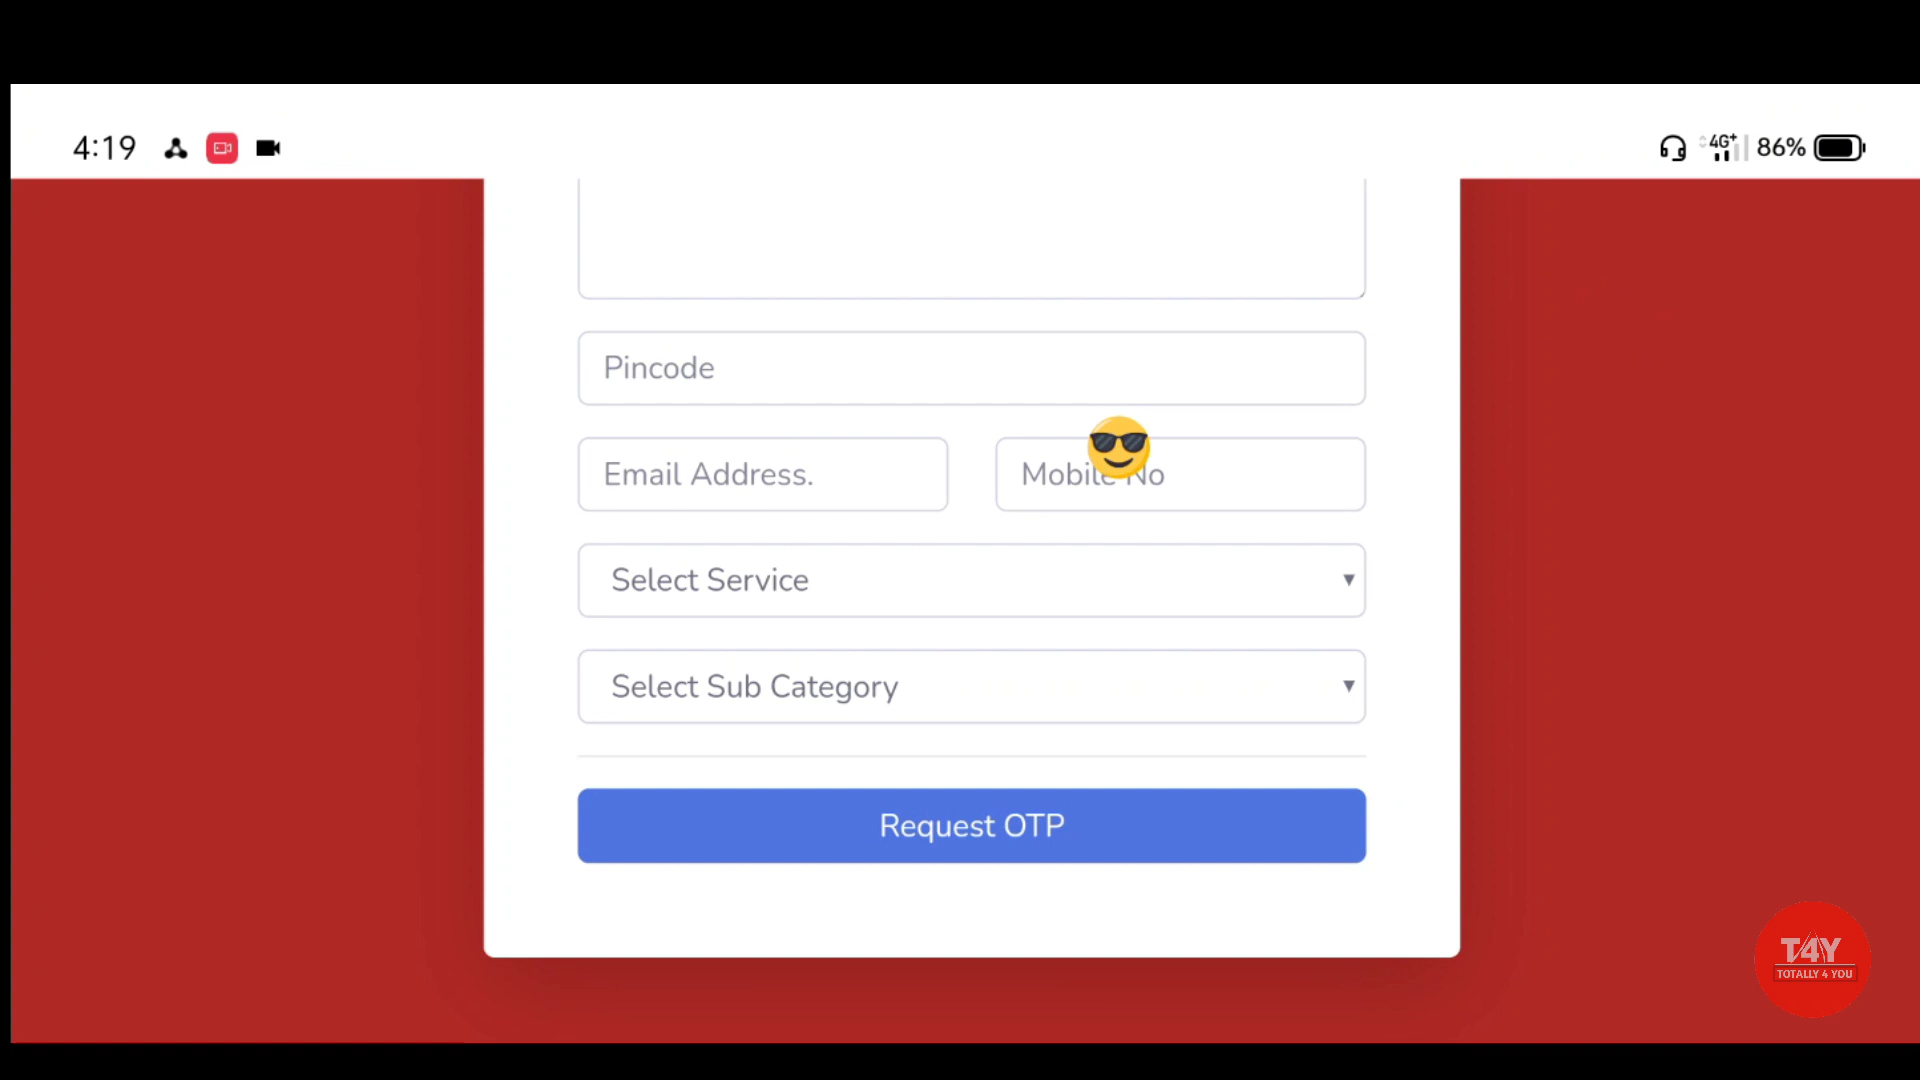 4:19
4G+ 86%
Pincode
Email Address.
Mobile No
Select Service
Select Sub Category
Request OTP
T4Y
TOTALLY 4 YOU